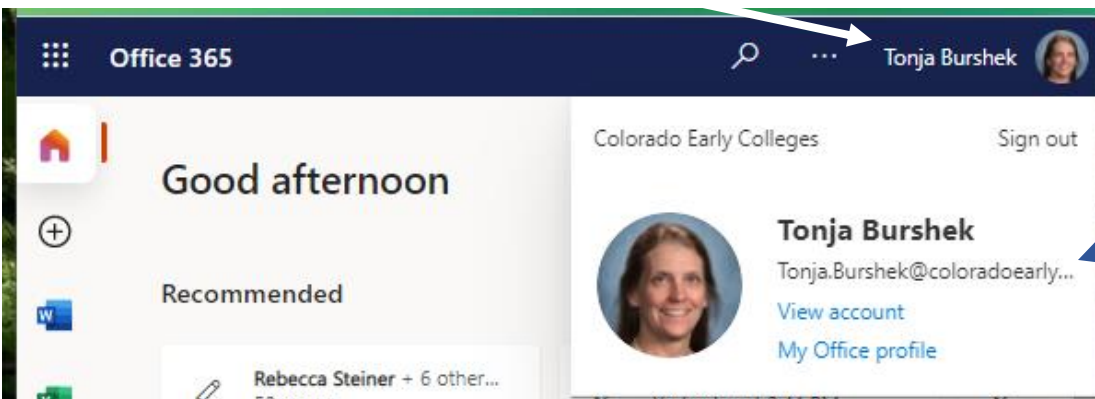 Office 365
Tonja Burshek
Colorado Early Colleges
Sign out
Good afternoon
Tonja Burshek
Tonja.Burshek@coloradoearly...
View account
My Office profile
Recommended
W
Rebecca Steiner + 6 other...